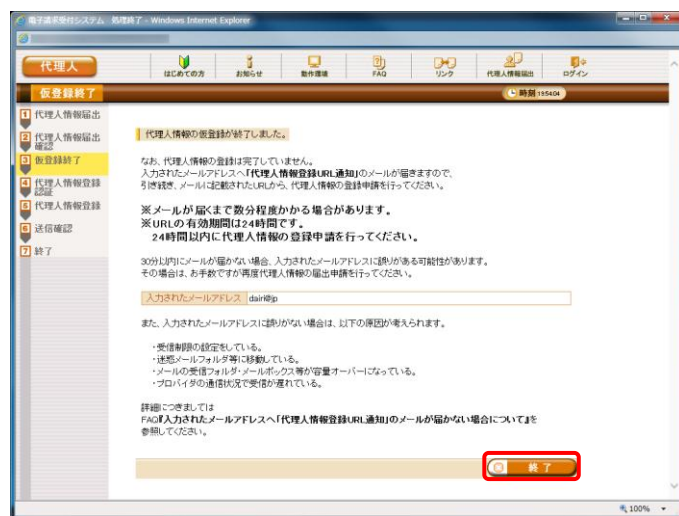 電子請求受付システム 処理終了 - Windows Internet Explorer
代理人
はじめての方 お知らせ 動作環境 FAQ リンク 代理人情報届出 ログイン
仮登録終了
時刻 19:54:04
1 代理人情報届出
2 代理人情報届出
確認
3 仮登録終了
4 代理人情報登録
認証
5 代理人情報登録
6 送信確認
7 終了
代理人情報の仮登録が終了しました。
なお、代理人情報の登録は完了していません。
入力されたメールアドレスへ「代理人情報登録URL通知」のメールが届きますので、
引き続き、メールに記載されたURLから、代理人情報の登録申請を行ってください。
※メールが届くまで数分程度かかる場合があります。
※URLの有効期間は24時間です。
24時間以内に代理人情報の登録申請を行ってください。
30分以内にメールが届かない場合、入力されたメールアドレスに誤りがある可能性があります。
その場合は、お手数ですが再度代理人情報の届出申請を行ってください。
入力されたメールアドレス dairi@jp
また、入力されたメールアドレスに誤りがない場合は、以下の原因が考えられます。
・受信制限の設定をしている。
・迷惑メールフォルダ等に移動している。
・メールの受信フォルダ・メールボックス等が容量オーバーになっている。
・プロバイダの通信状況で受信が遅れている。
詳細につきましては
FAQ『入力されたメールアドレスへ「代理人情報登録URL通知」のメールが届かない場合について』を
参照してください。
終了
100%